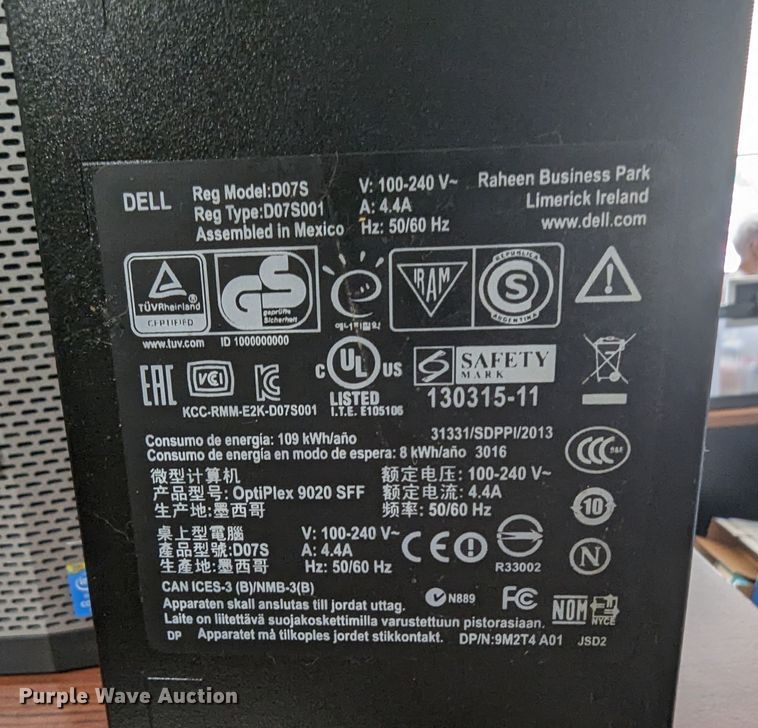 DELL
Reg Model:D07S
Reg Type:D07S001
Assembled in Mexico
V: 100-240 V~
A: 4.4A
Hz: 50/60 Hz
Raheen Business Park
Limerick Ireland
www.dell.com
TÜVRheinland
CERTIFIED
www.tuv.com
GS
geprüfte
Sicherheit
ID 1000000000
e
IRAM
REPUBLICA
S
ARGENTINA
EAC
VCCI
KC
KCC-RMM-E2K-D07S001
C UL US
LISTED
I.T.E. E105106
SAFETY
MARK
130315-11
Consumo de energía: 109 kWh/año
31331/SDPPI/2013
Consumo de energía en modo de espera: 8 kWh/año 3016
CCC S&E
微型计算机
产品型号: OptiPlex 9020 SFF
生产地:墨西哥
额定电压: 100-240 V~
额定电流: 4.4A
频率: 50/60 Hz
10
桌上型電腦
產品型號:D07S
生產地:墨西哥
V: 100-240 V~
A: 4.4A
Hz: 50/60 Hz
CE
R33002
N
CAN ICES-3 (B)/NMB-3(B)
N889
FC
NOM
NYCE
Apparaten skall anslutas till jordat uttag.
Laite on liitettävä suojakoskettimilla varustettuun pistorasiaan.
DP Apparatet må tilkoples jordet stikkontakt. DP/N:9M2T4 A01 JSD2
Purple Wave Auction